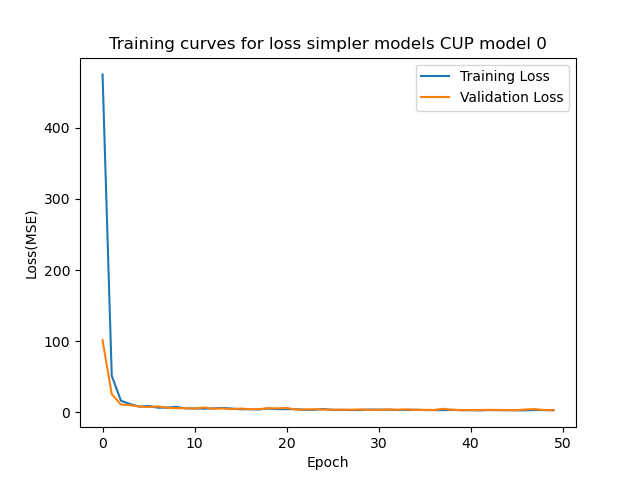 Training curves for loss simpler models CUP model 0
Training Loss
Validation Loss
Loss(MSE)
400
300
200
100
0
0 10 20 30 40 50
Epoch